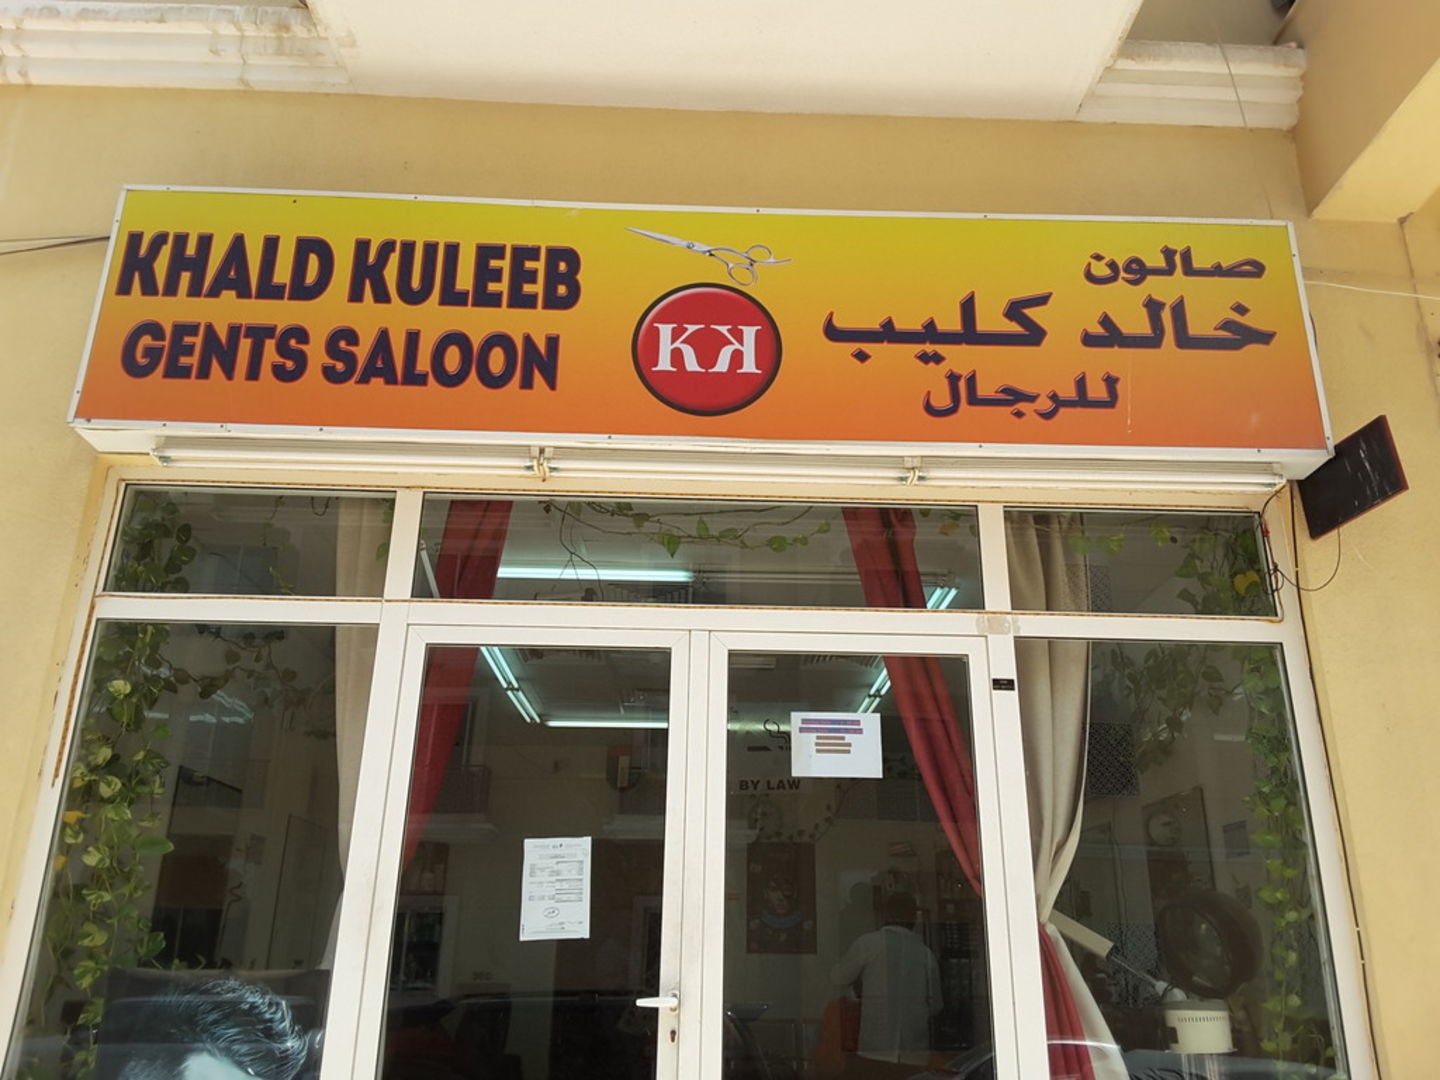 KHALD KULEEB
GENTS SALOON
KK
صالون
خالد كليب
للرجال
BY LAW